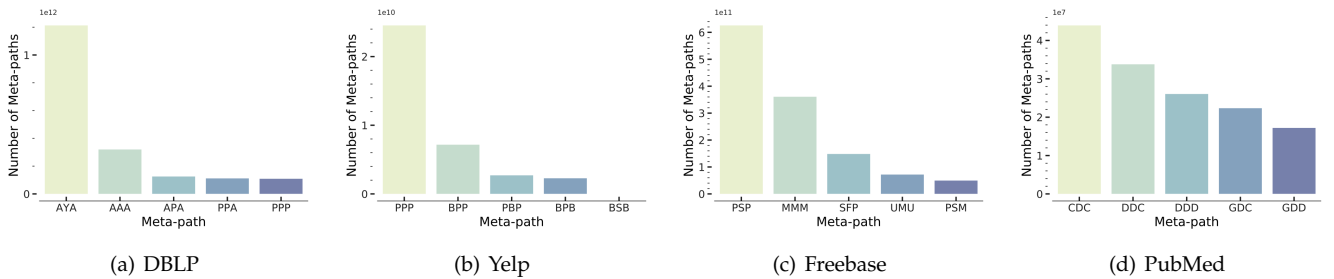 1e12
Number of Meta-paths
1
0
AYA AAA APA PPA PPP
Meta-path
(a) DBLP
1e10
Number of Meta-paths
2
1
0
PPP BPP PBP BPB BSB
Meta-path
(b) Yelp
1e11
Number of Meta-paths
6
5
4
3
2
1
0
PSP MMM SFP UMU PSM
Meta-path
(c) Freebase
1e7
Number of Meta-paths
4
3
2
1
0
CDC DDC DDD GDC GDD
Meta-path
(d) PubMed